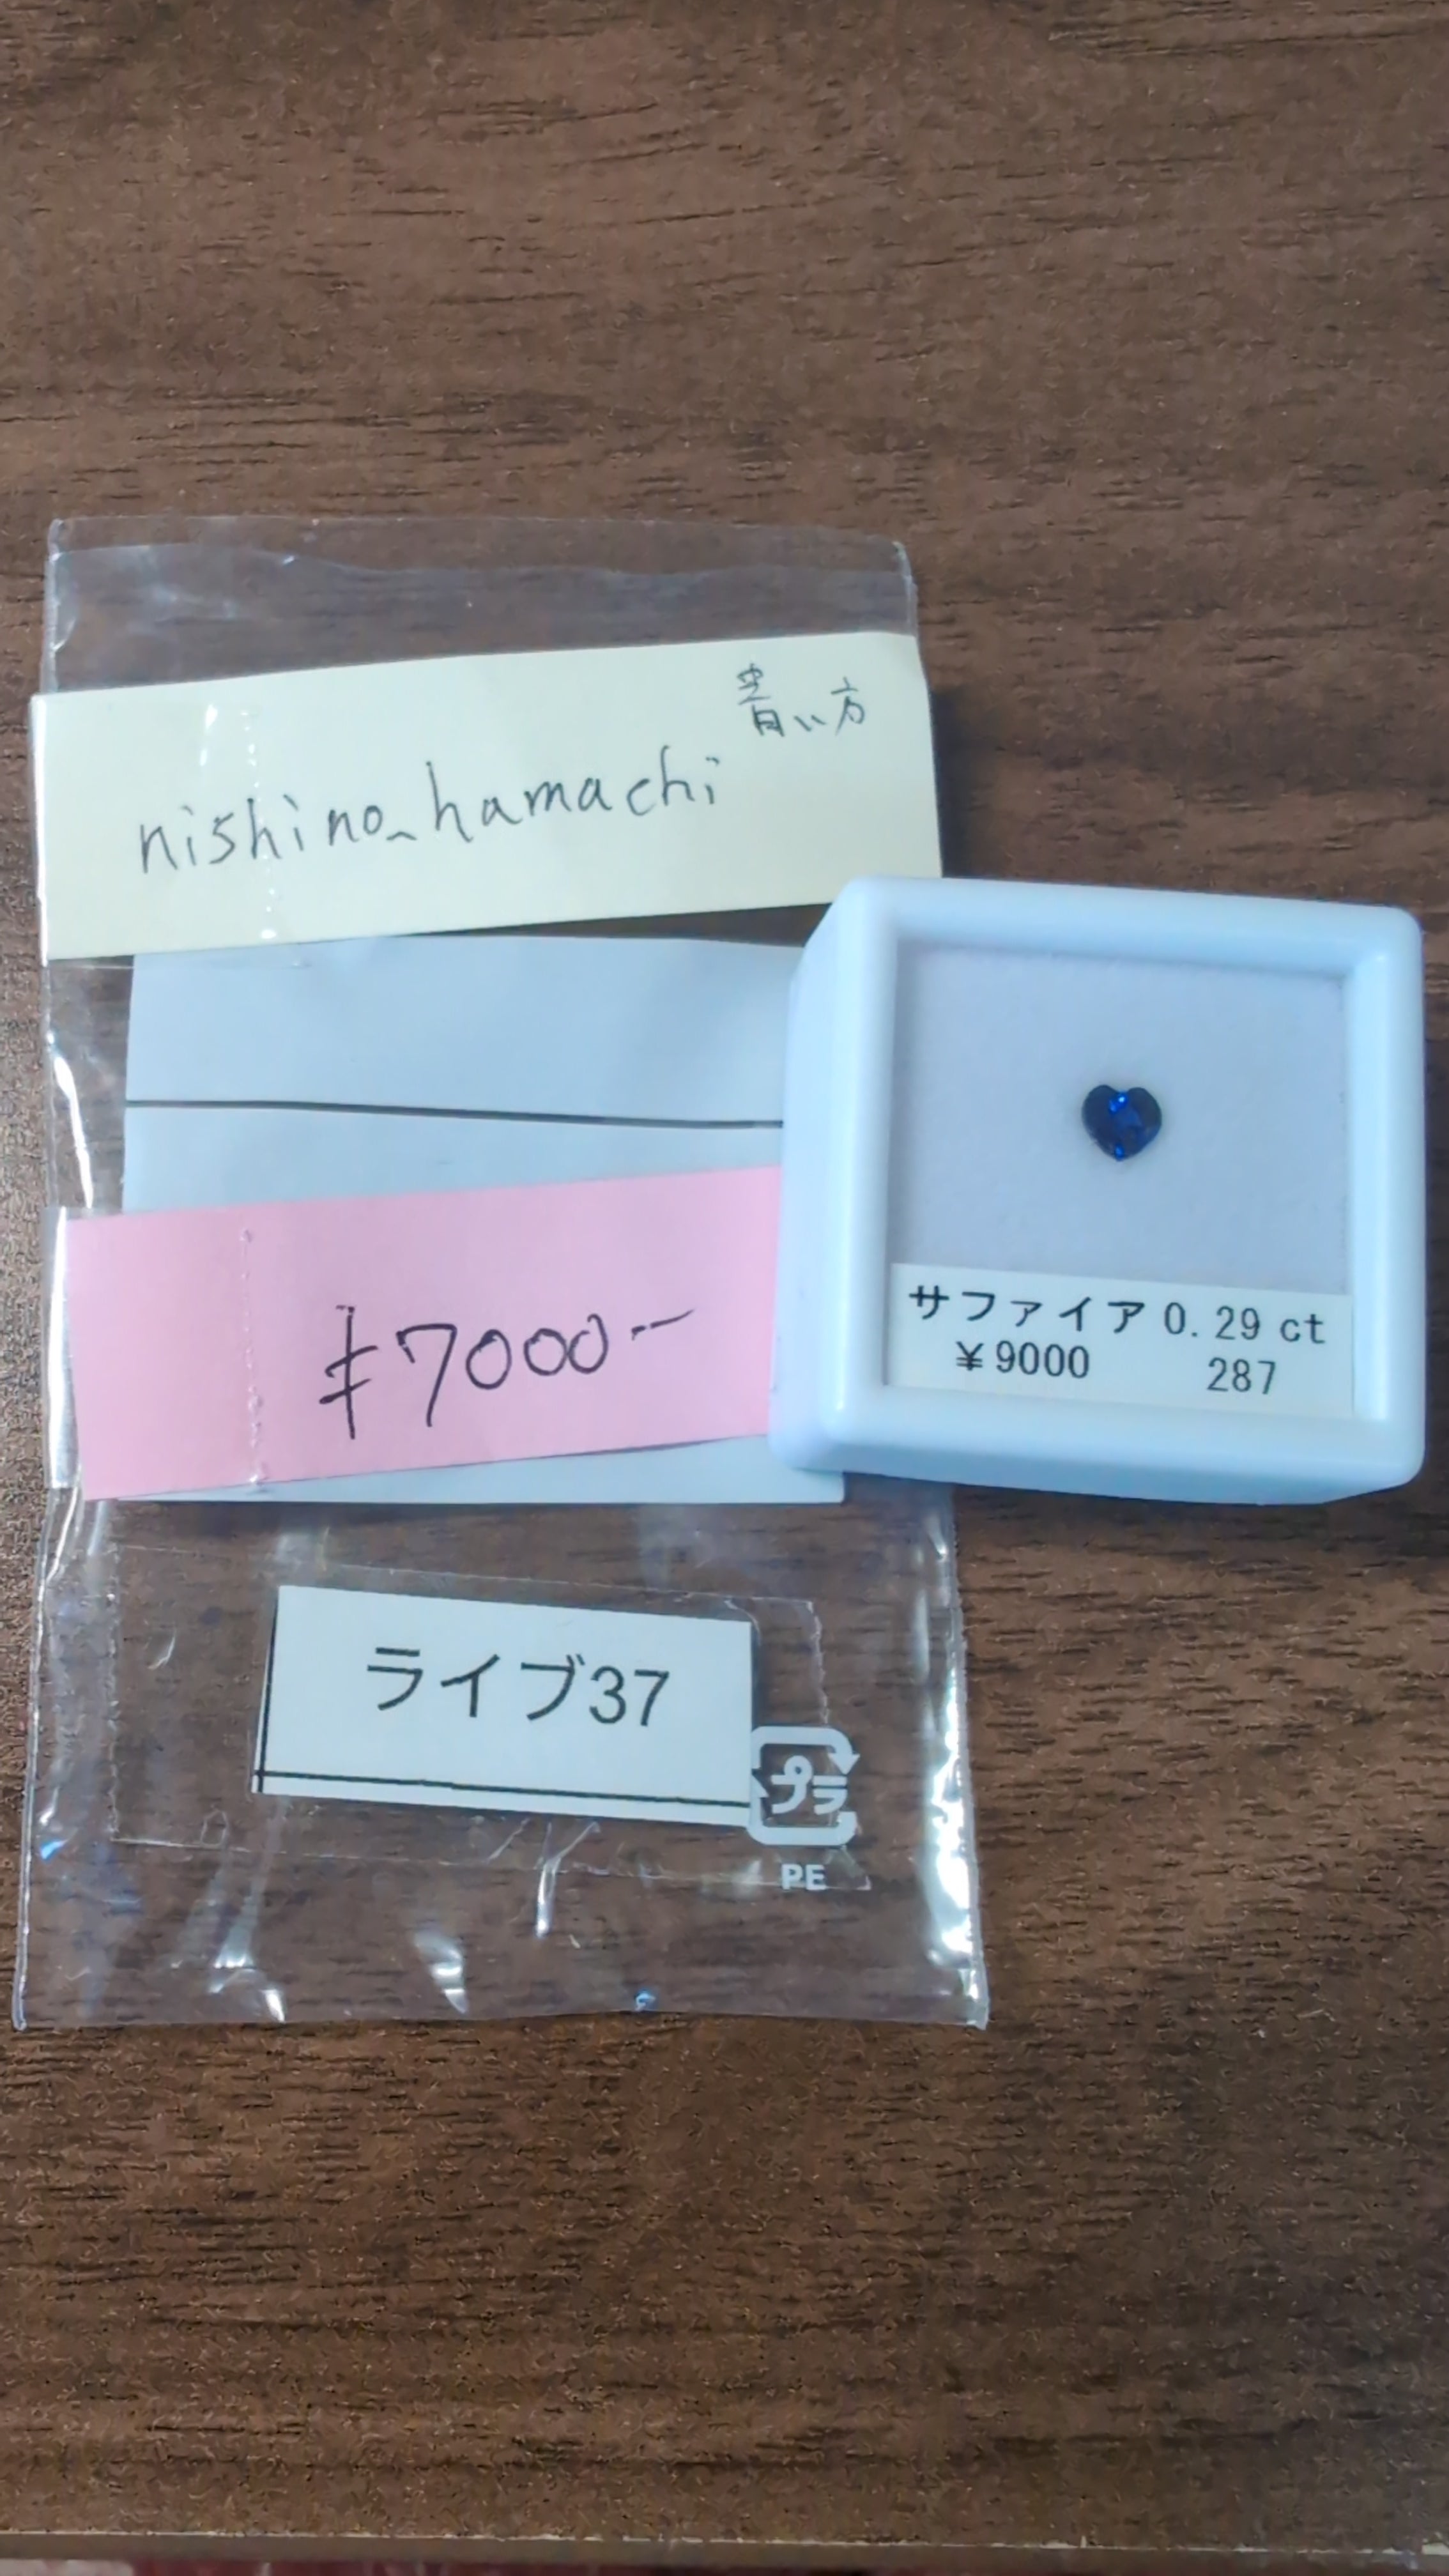 青い方
nishino_hamachi
¥7000-
サファイア 0.29 ct
¥9000 287
ライブ37
プラ
PE